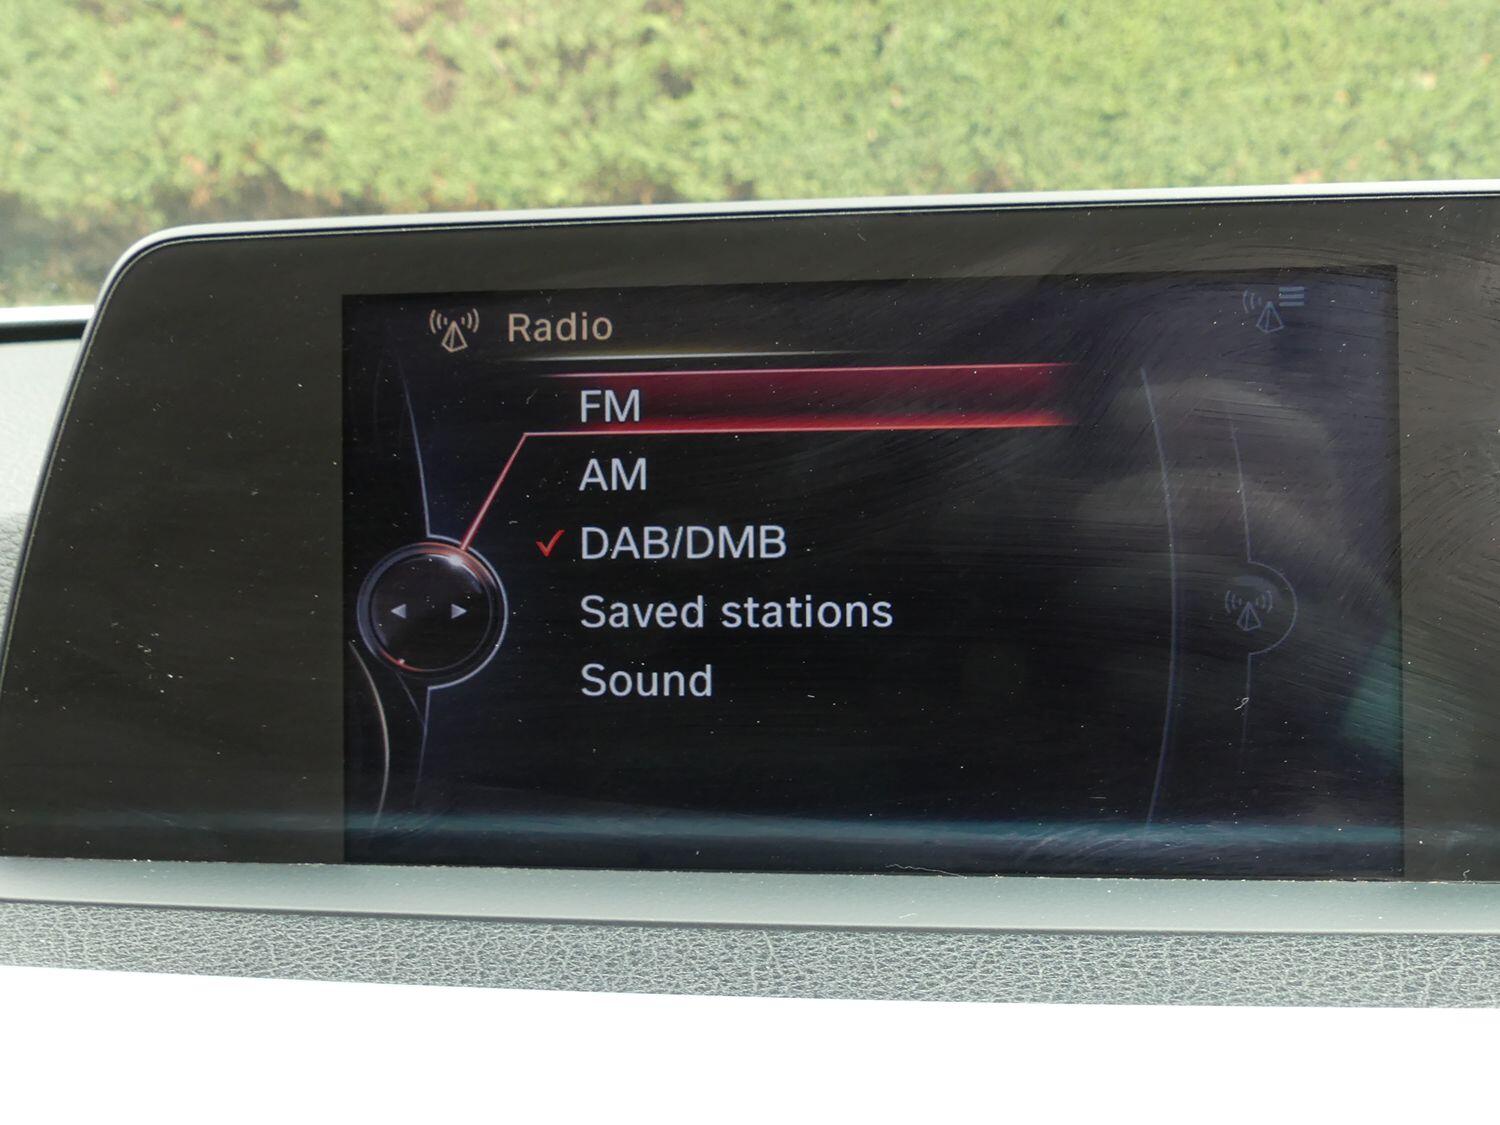 Radio
FM
AM
DAB/DMB
Saved stations
Sound